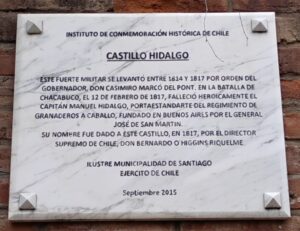 INSTITUTO DE CONMEMORACIÓN HISTÓRICA DE CHILE
CASTILLO HIDALGO
ESTE FUERTE MILITAR SE LEVANTÓ ENTRE 1814 Y 1817 POR ORDEN DEL
GOBERNADOR, DON CASIMIRO MARCÓ DEL PONT. EN LA BATALLA DE
CHACABUCO, EL 12 DE FEBRERO DE 1817, FALLECIÓ HEROICAMENTE EL
CAPITÁN MANUEL HIDALGO, PORTAESTANDARTE DEL REGIMIENTO DE
GRANADEROS A CABALLO, FUNDADO EN BUENOS AIRES POR EL GENERAL
JOSÉ DE SAN MARTÍN.
SU NOMBRE FUE DADO A ESTE CASTILLO, EN 1817, POR EL DIRECTOR
SUPREMO DE CHILE, DON BERNARDO O´HIGGINS RIQUELME.
ILUSTRE MUNICIPALIDAD DE SANTIAGO
EJERCITO DE CHILE
Septiembre 2015